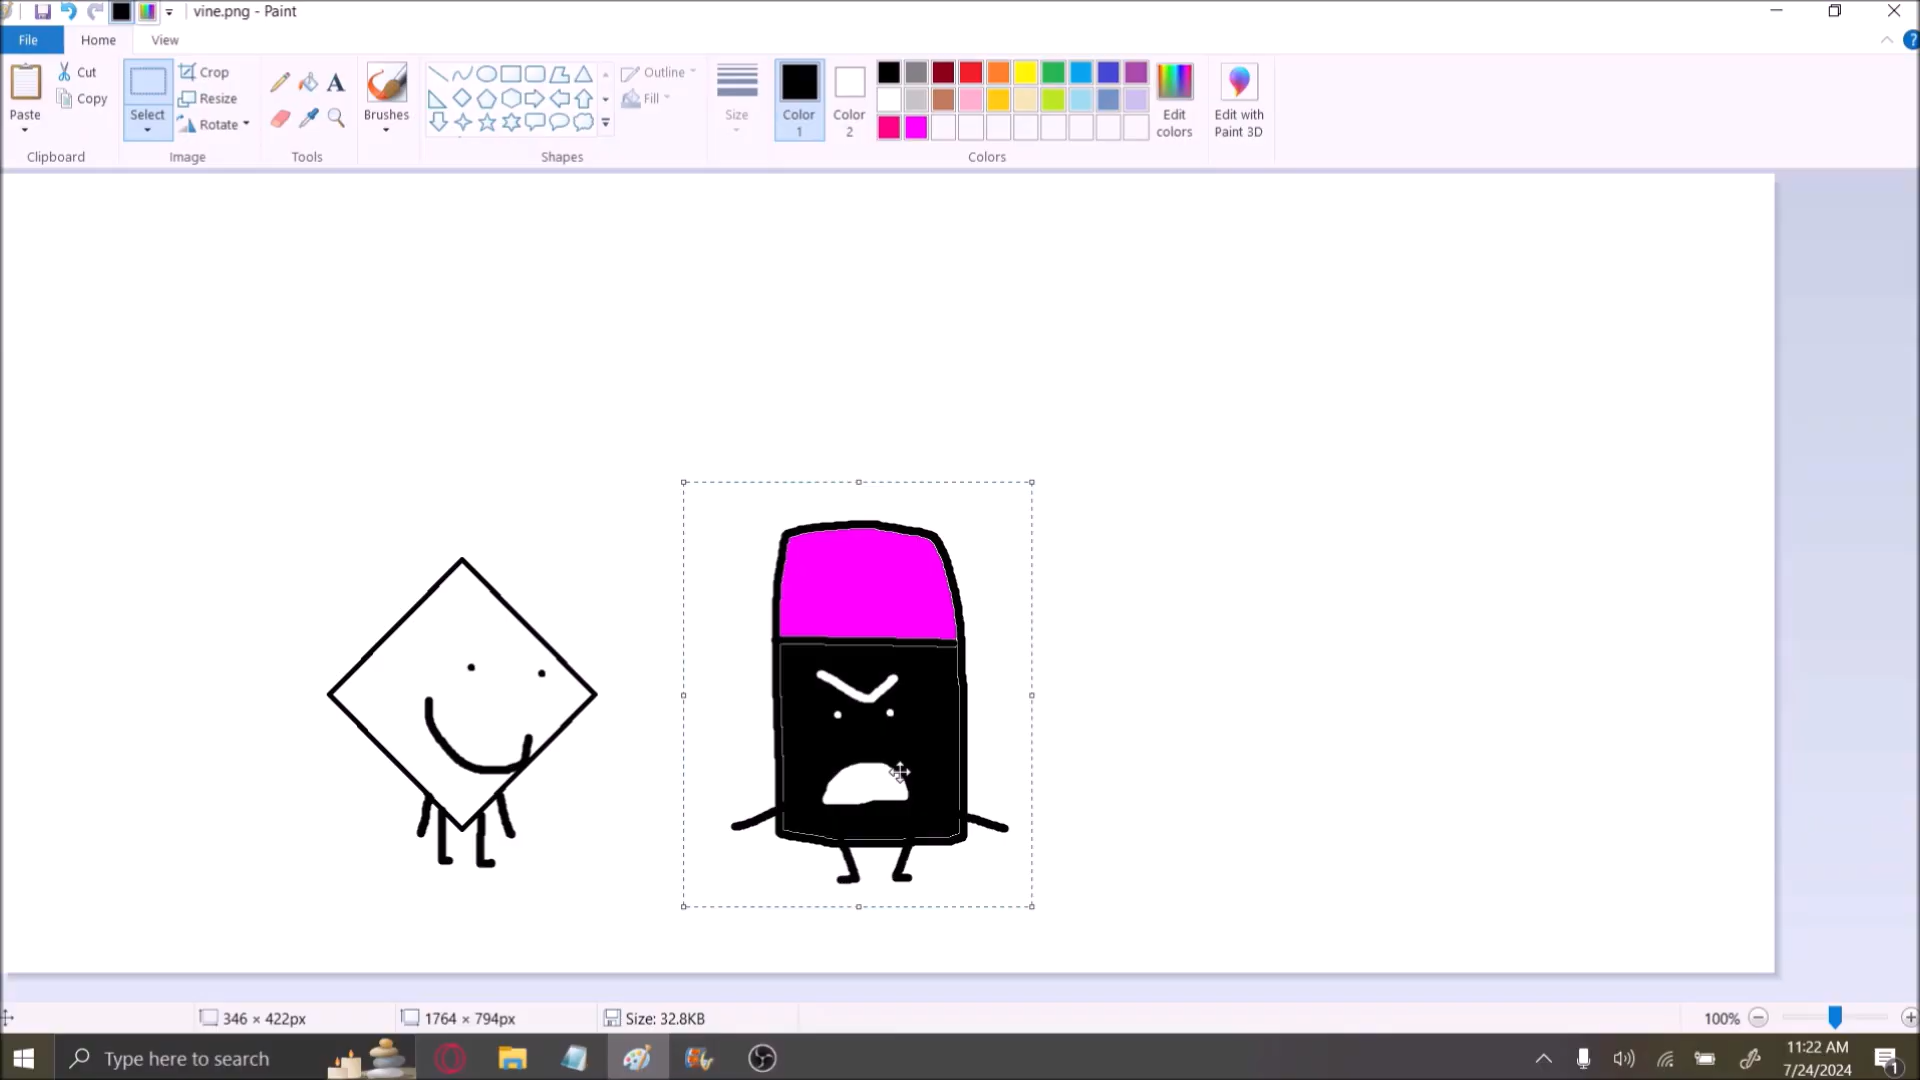 vine.png - Paint
File Home View
Paste Cut Copy Select Crop Resize Rotate Brushes Outline Fill Size Color 1 Color 2 Edit colors Edit with Paint 3D
Clipboard Image Tools Shapes Colors
346 × 422px 1764 × 794px Size: 32.8KB 100%
Type here to search 11:22 AM
7/24/2024 1